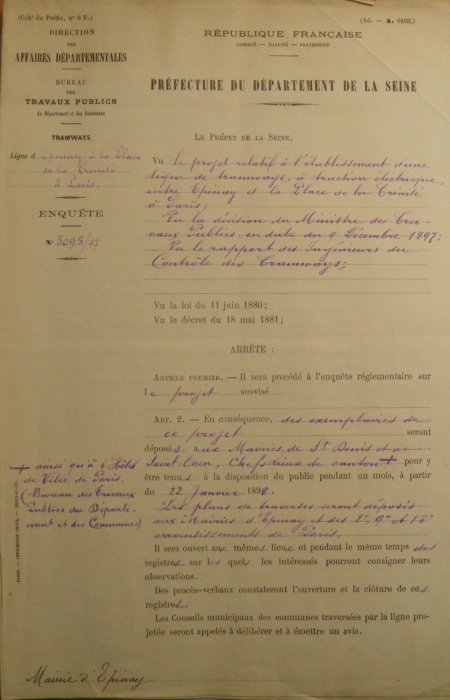 (Cabt du Préfet, n° 8 E.)
DIRECTION
DES
AFFAIRES DÉPARTEMENTALES
BUREAU
DES
TRAVAUX PUBLICS
du Département et des Communes
TRAMWAYS
Ligne d'Epinay à la Place
de la Trinité
à Paris.
ENQUÊTE
N° 3095/97
+ ainsi qu'à l'Hôtel
de Ville de Paris.
(Bureau des Travaux
Publics du Départe-
ment et des Communes)
Mairie d'Epinay
(Ad. — A. 6803.)
RÉPUBLIQUE FRANÇAISE
LIBERTÉ — ÉGALITÉ — FRATERNITÉ
PRÉFECTURE DU DÉPARTEMENT DE LA SEINE
LE PRÉFET DE LA SEINE,
Vu le projet relatif à l'établissement d'une
ligne de tramways, à traction électrique,
entre Epinay et la Place de la Trinité
à Paris;
Vu la décision du Ministre des Tra-
vaux Publics, en date du 9 Décembre 1897;
Vu le rapport des Ingénieurs du
Contrôle des Tramways;
Vu la loi du 11 juin 1880;
Vu le décret du 18 mai 1881;
ARRÊTE :
ARTICLE PREMIER. — Il sera procédé à l'enquête réglementaire sur
le projet susvisé
ART. 2. — En conséquence, des exemplaires de
ce projet seront
déposés aux Mairies de St Denis et de
Saint-Ouen, Chefs-lieux de canton + pour y
être tenus à la disposition du public pendant un mois, à partir
du 22 Janvier 1898.
Des plans de traverses seront déposés
aux Mairies d'Epinay et des 9e et 18e
arrondissements de Paris.
Il sera ouvert aux mêmes lieux et pendant le même temps des
registres sur lesquels les intéressés pourront consigner leurs
observations.
Des procès-verbaux constateront l'ouverture et la clôture de ces
registres.
Les Conseils municipaux des communes traversées par la ligne
projetée seront appelés à délibérer et à émettre un avis.